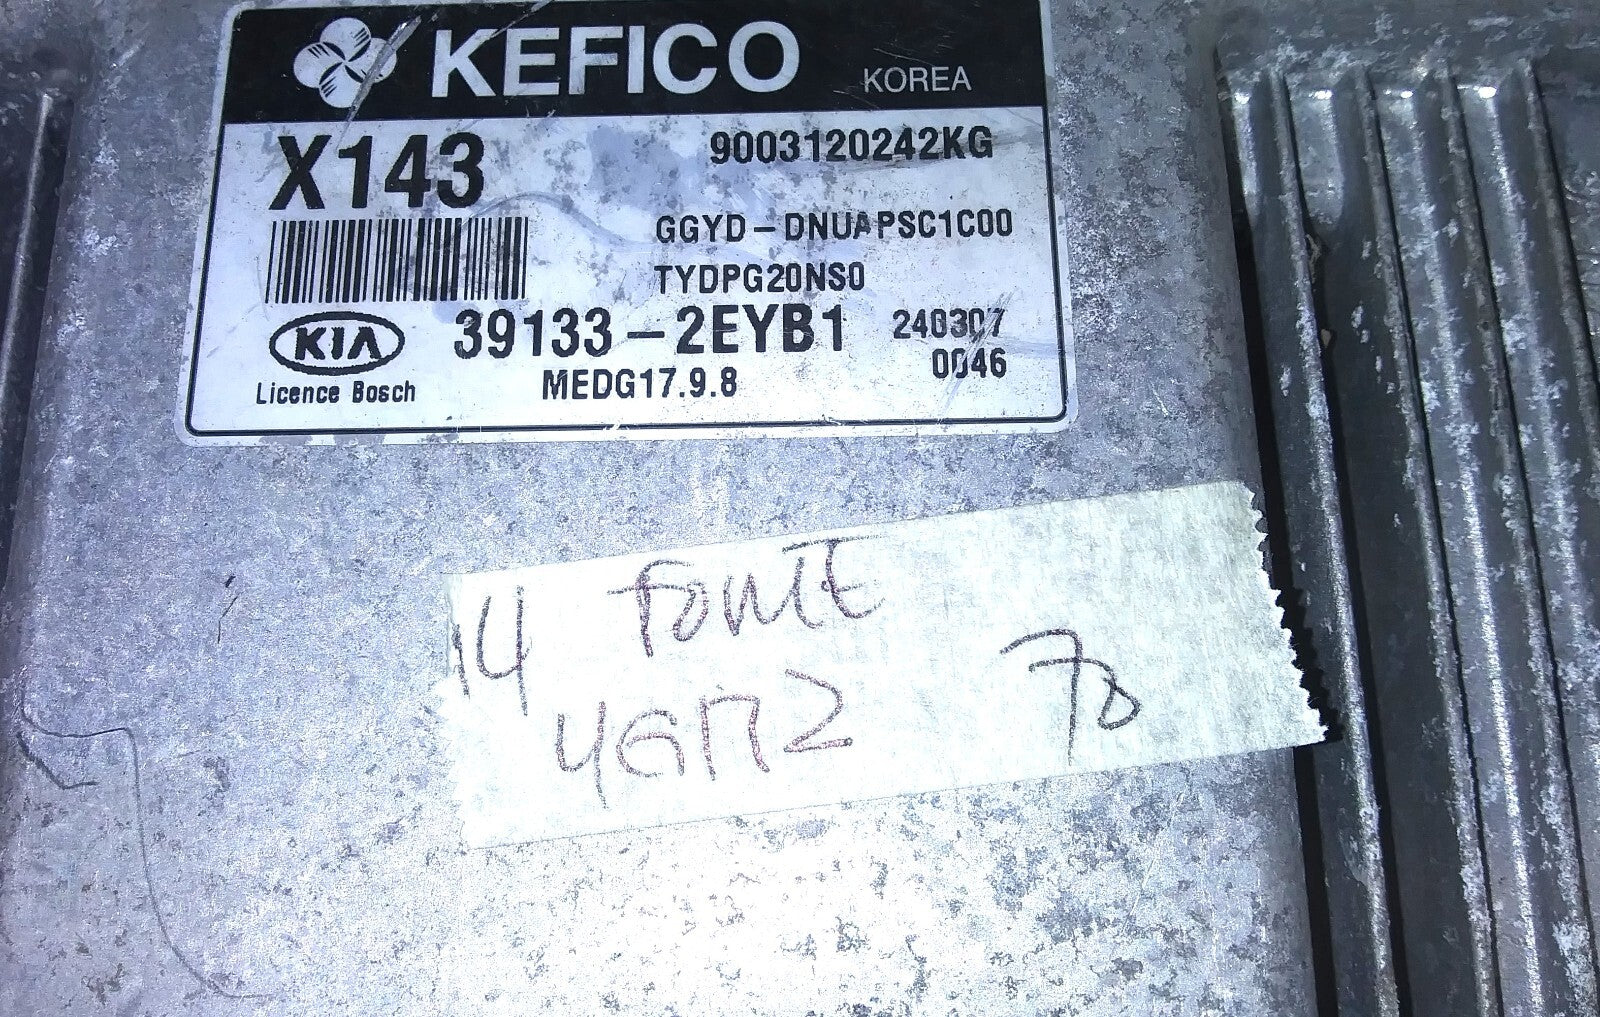 KEFICO KOREA
X143 9003120242KG
GGYD-DNUAPSC1C00
TYDPG20NS0
KIA 39133-2EYB1 240307
Licence Bosch MEDG17.9.8 0046
14 FORTE
4G172 70